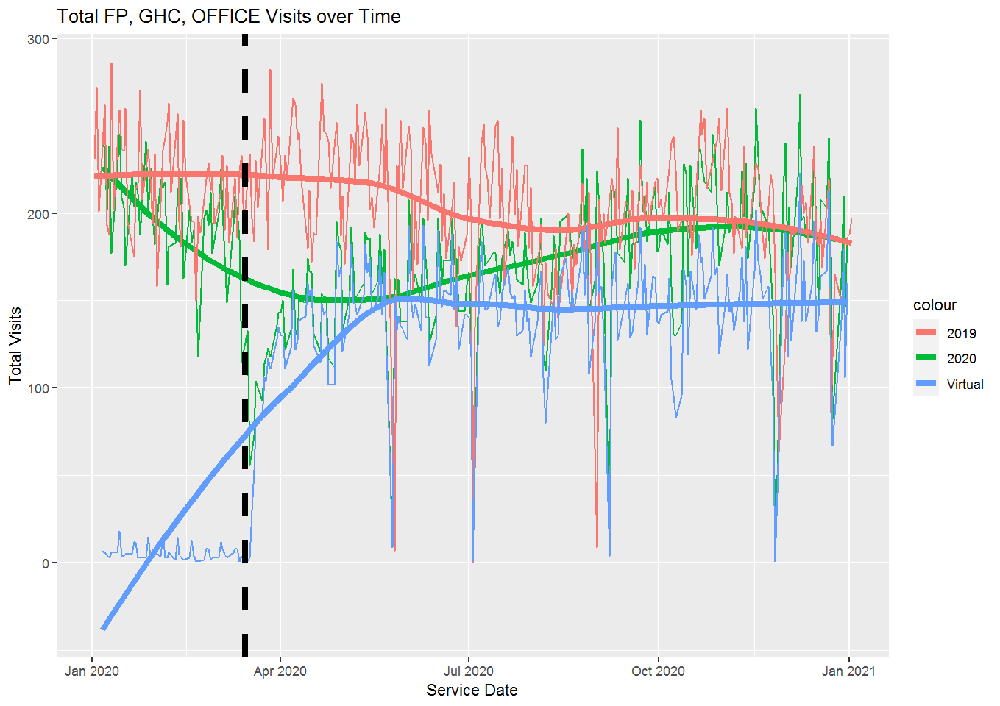 Total FP, GHC, OFFICE Visits over Time
300
200
100
0
Total Visits
Jan 2020
Apr 2020
Jul 2020
Oct 2020
Jan 2021
Service Date
colour
2019
2020
Virtual